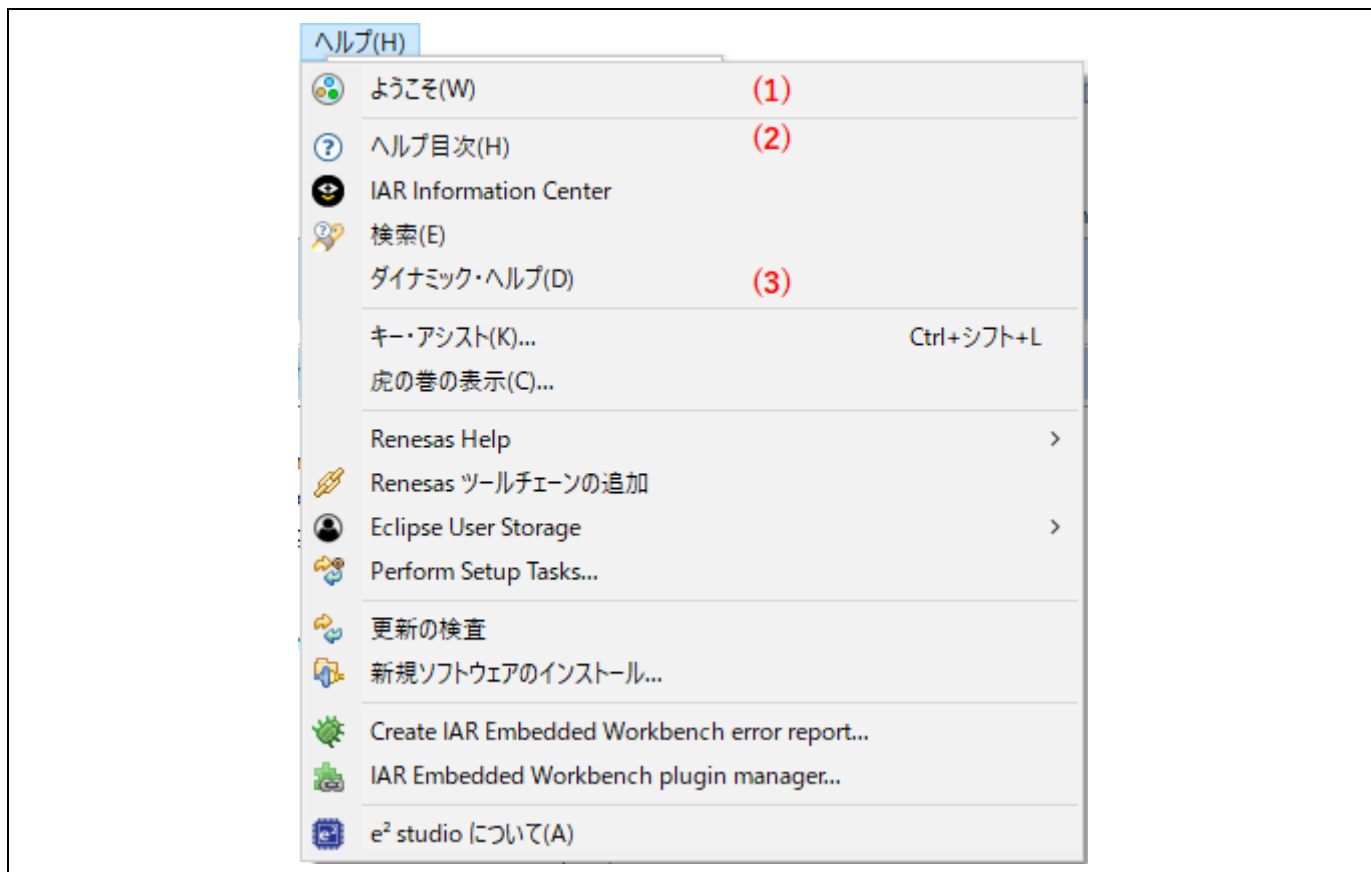 ヘルプ(H)
ようこそ(W) (1)
ヘルプ目次(H) (2)
IAR Information Center
検索(E)
ダイナミック・ヘルプ(D) (3)
キー・アシスト(K)... Ctrl+シフト+L
虎の巻の表示(C)...
Renesas Help
Renesas ツールチェーンの追加
Eclipse User Storage
Perform Setup Tasks...
更新の検査
新規ソフトウェアのインストール...
Create IAR Embedded Workbench error report...
IAR Embedded Workbench plugin manager...
e² studio について(A)